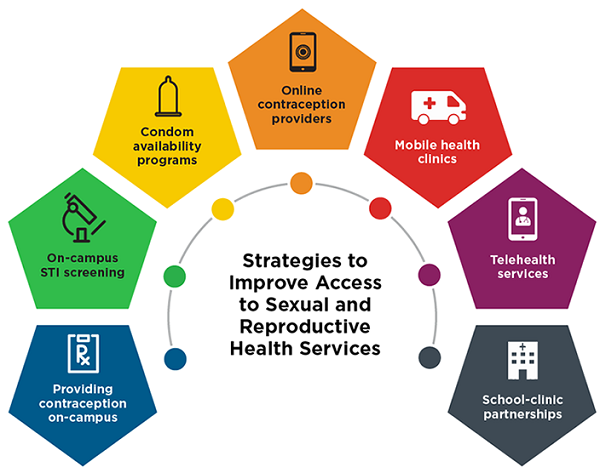 Online
contraception
providers
Condom
availability
programs
Mobile health
clinics
On-campus
STI screening
Telehealth
services
Strategies to
Improve Access
to Sexual and
Reproductive
Health Services
Rx
Providing
contraception
on-campus
School-clinic
partnerships